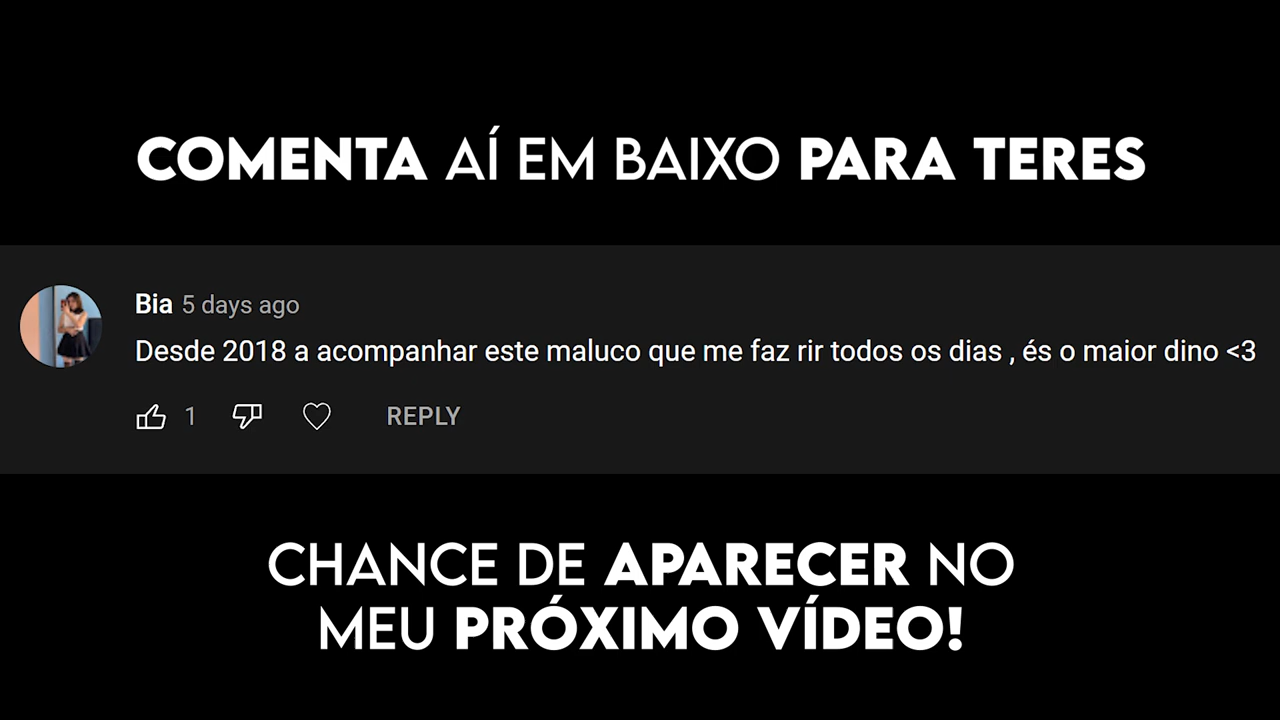 COMENTA AÍ EM BAIXO PARA TERES
Bia 5 days ago
Desde 2018 a acompanhar este maluco que me faz rir todos os dias , és o maior dino <3
1 REPLY
CHANCE DE APARECER NO
MEU PRÓXIMO VÍDEO!